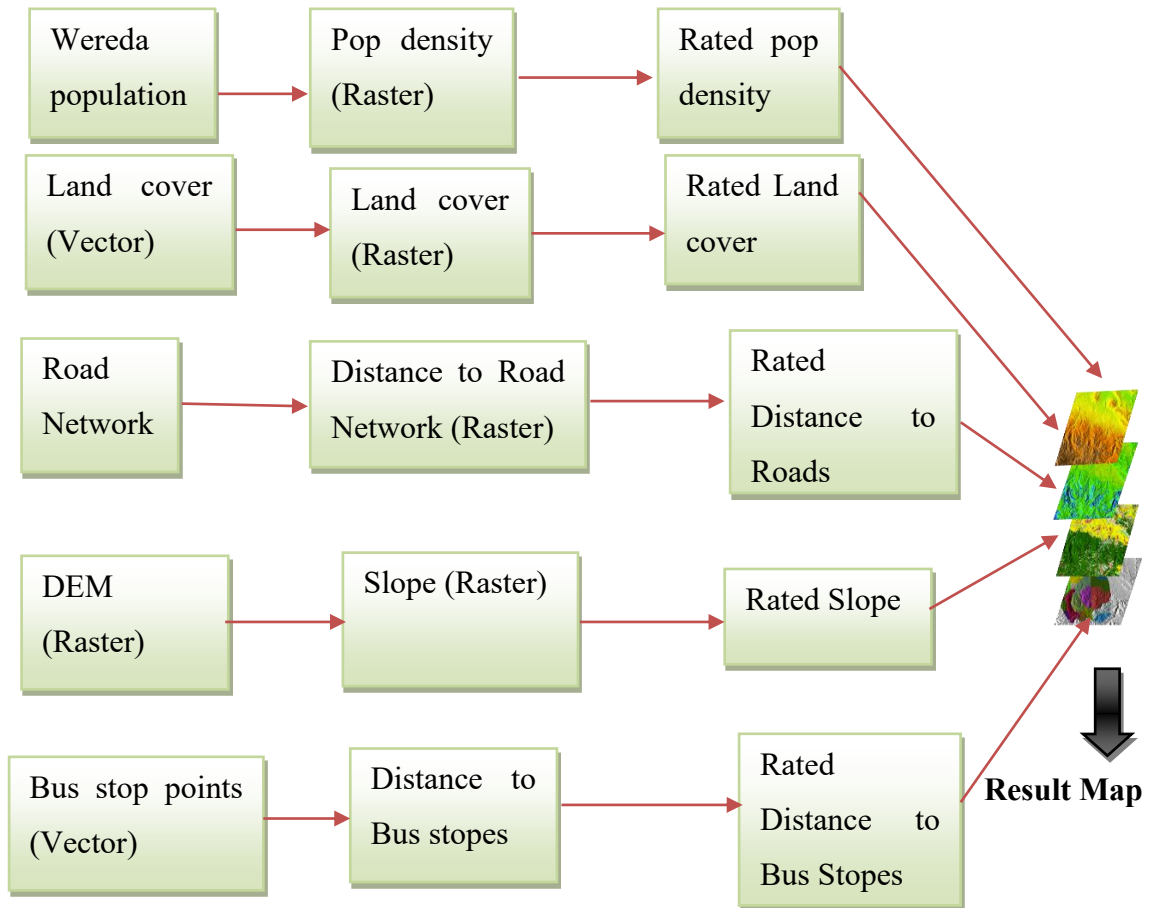 Wereda
population
Pop density
(Raster)
Rated pop
density
Land cover
(Vector)
Land cover
(Raster)
Rated Land
cover
Road
Network
Distance to Road
Network (Raster)
Rated
Distance to
Roads
DEM
(Raster)
Slope (Raster)
Rated Slope
Bus stop points
(Vector)
Distance to
Bus stopes
Rated
Distance to
Bus Stopes
Result Map